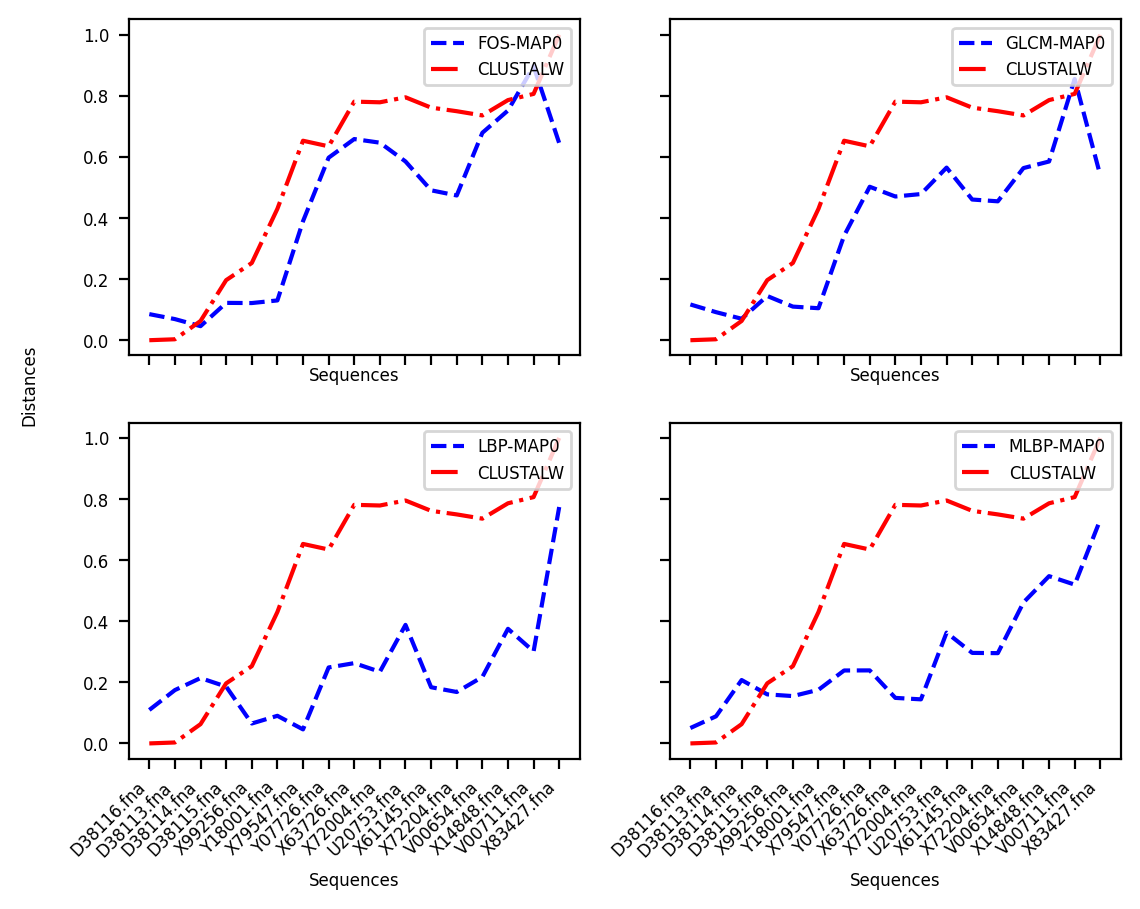 FOS-MAP0
CLUSTALW
1.0
0.8
0.6
0.4
0.2
0.0
Sequences
GLCM-MAP0
CLUSTALW
Sequences
Distances
LBP-MAP0
CLUSTALW
1.0
0.8
0.6
0.4
0.2
0.0
D38116.fna
D38113.fna
D38114.fna
D38115.fna
X99256.fna
Y18001.fna
X79547.fna
Y07726.fna
X63726.fna
X72004.fna
U20753.fna
X61145.fna
X72204.fna
V00654.fna
X14848.fna
V00711.fna
X83427.fna
Sequences
MLBP-MAP0
CLUSTALW
D38116.fna
D38113.fna
D38114.fna
D38115.fna
X99256.fna
Y18001.fna
X79547.fna
Y07726.fna
X63726.fna
X72004.fna
U20753.fna
X61145.fna
X72204.fna
V00654.fna
X14848.fna
V00711.fna
X83427.fna
Sequences